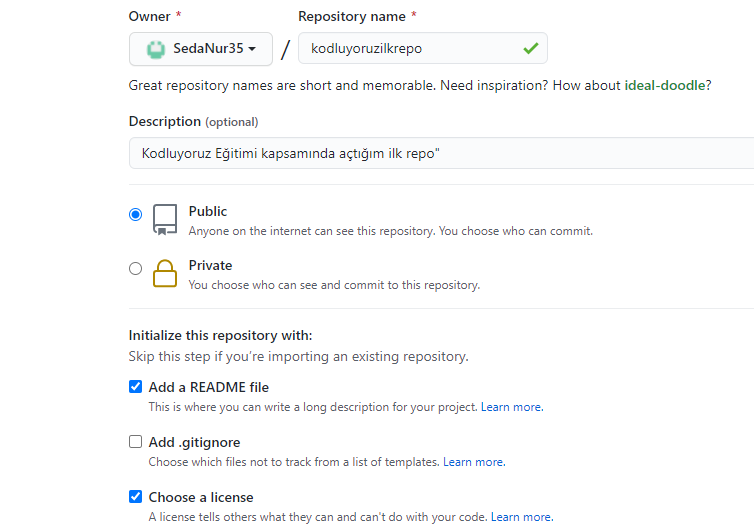 Owner * Repository name *
SedaNur35 / kodluyoruzilkrepo
Great repository names are short and memorable. Need inspiration? How about ideal-doodle?
Description (optional)
Kodluyoruz Eğitimi kapsamında açtığım ilk repo"
Public
Anyone on the internet can see this repository. You choose who can commit.
Private
You choose who can see and commit to this repository.
Initialize this repository with:
Skip this step if you're importing an existing repository.
Add a README file
This is where you can write a long description for your project. Learn more.
Add .gitignore
Choose which files not to track from a list of templates. Learn more.
Choose a license
A license tells others what they can and can't do with your code. Learn more.